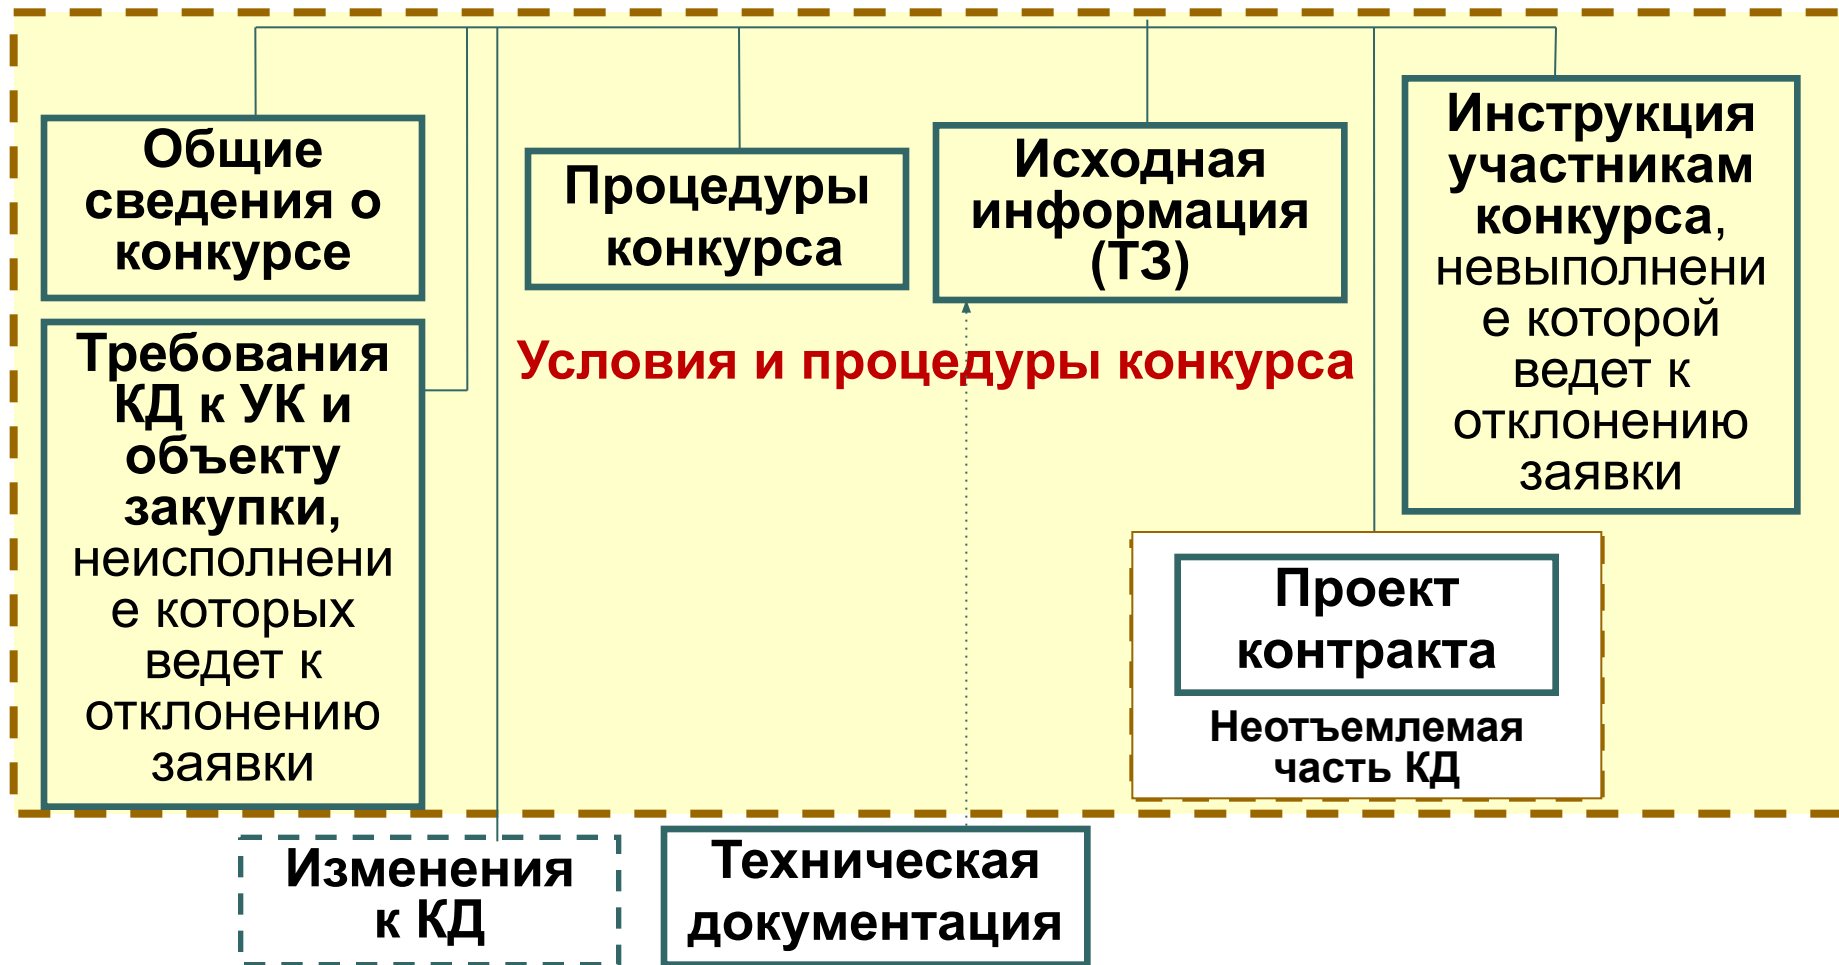 Общие
сведения о
конкурсе
Процедуры
конкурса
Исходная
информация
(ТЗ)
Инструкция
участникам
конкурса,
невыполнени
е которой
ведет к
отклонению
заявки
Требования
КД к УК и
объекту
закупки,
неисполнени
е которых
ведет к
отклонению
заявки
Условия и процедуры конкурса
Проект
контракта
Неотъемлемая
часть КД
Изменения
к КД
Техническая
документация